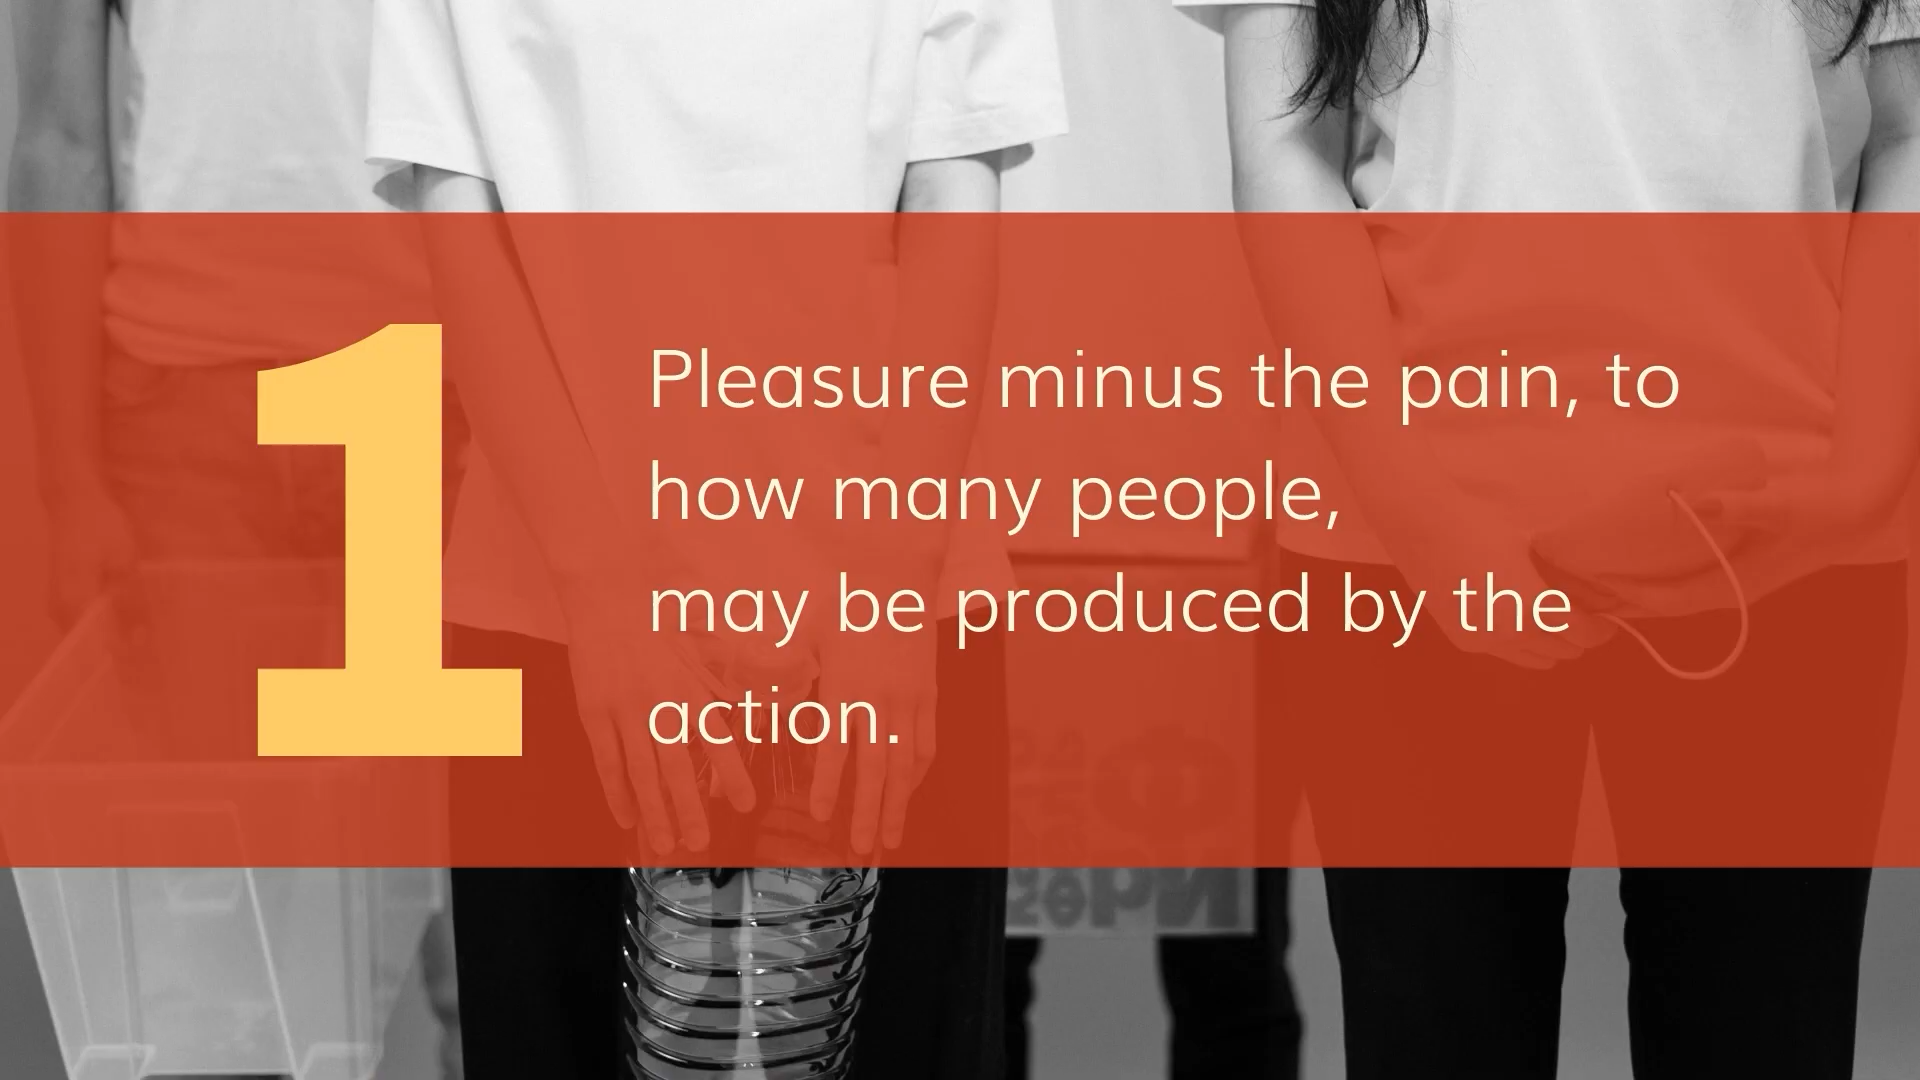 1
Pleasure minus the pain, to
how many people,
may be produced by the
action.